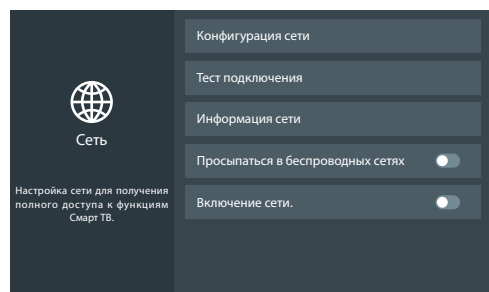 Сеть
Настройка сети для получения
полного доступа к функциям
Смарт ТВ.
Конфигурация сети
Тест подключения
Информация сети
Просыпаться в беспроводных сетях
Включение сети.